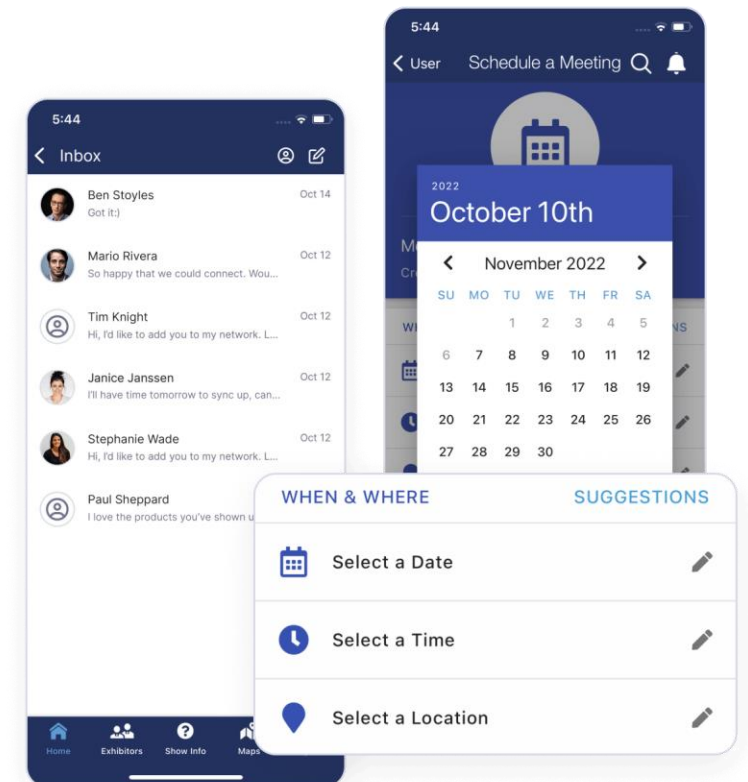 5:44
Inbox
Ben Stoyles
Oct 14
Got it:)
Mario Rivera
Oct 12
So happy that we could connect. Wou...
Tim Knight
Oct 12
Hi, I'd like to add you to my network. L...
Janice Janssen
Oct 12
I'll have time tomorrow to sync up, can...
Stephanie Wade
Oct 12
Hi, I'd like to add you to my network. L...
Paul Sheppard
I love the products you've shown u
Home Exhibitors Show Info Maps
5:44
User Schedule a Meeting
2022
October 10th
November 2022
SU MO TU WE TH FR SA
1 2 3 4 5
6 7 8 9 10 11 12
13 14 15 16 17 18 19
20 21 22 23 24 25 26
27 28 29 30
WHEN & WHERE SUGGESTIONS
Select a Date
Select a Time
Select a Location